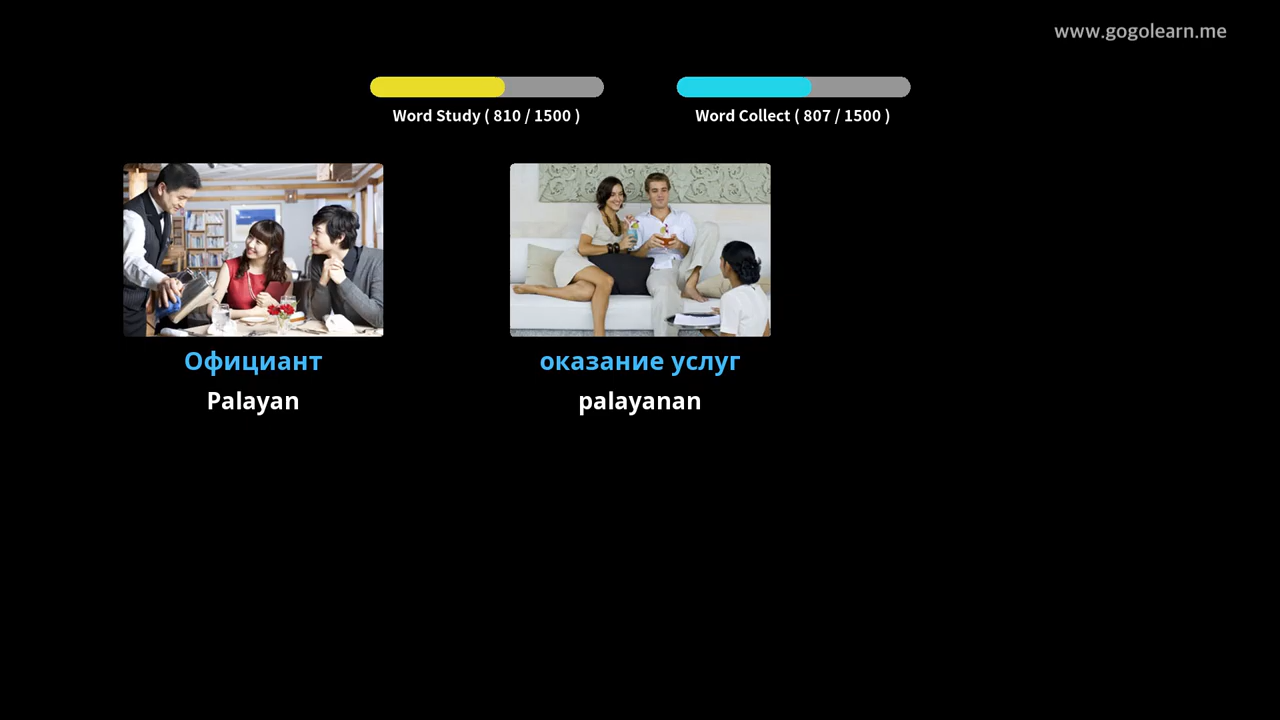 www.gogolearn.me
Word Study ( 810 / 1500 )
Word Collect ( 807 / 1500 )
Официант
Palayan
оказание услуг
palayanan